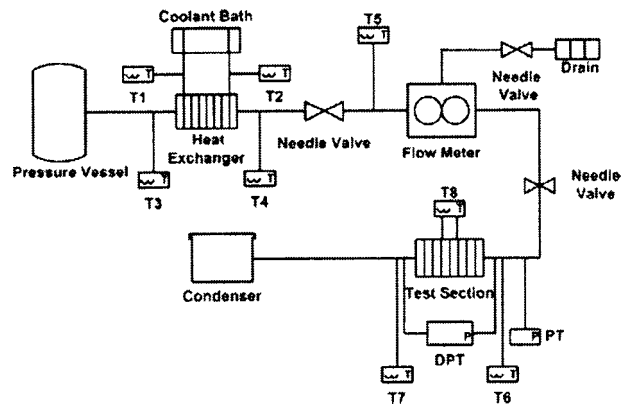 Coolant Bath
T5
T
T
T
T1
T2
Needle
Valve
Drain
Heat
Exchanger
Needle Valve
Flow Meter
Pressure Vessel
T
T
T3
T4
T8
T
Needle
Valve
Condenser
Test Section
P
DPT
P
PT
T
T
T7
T6